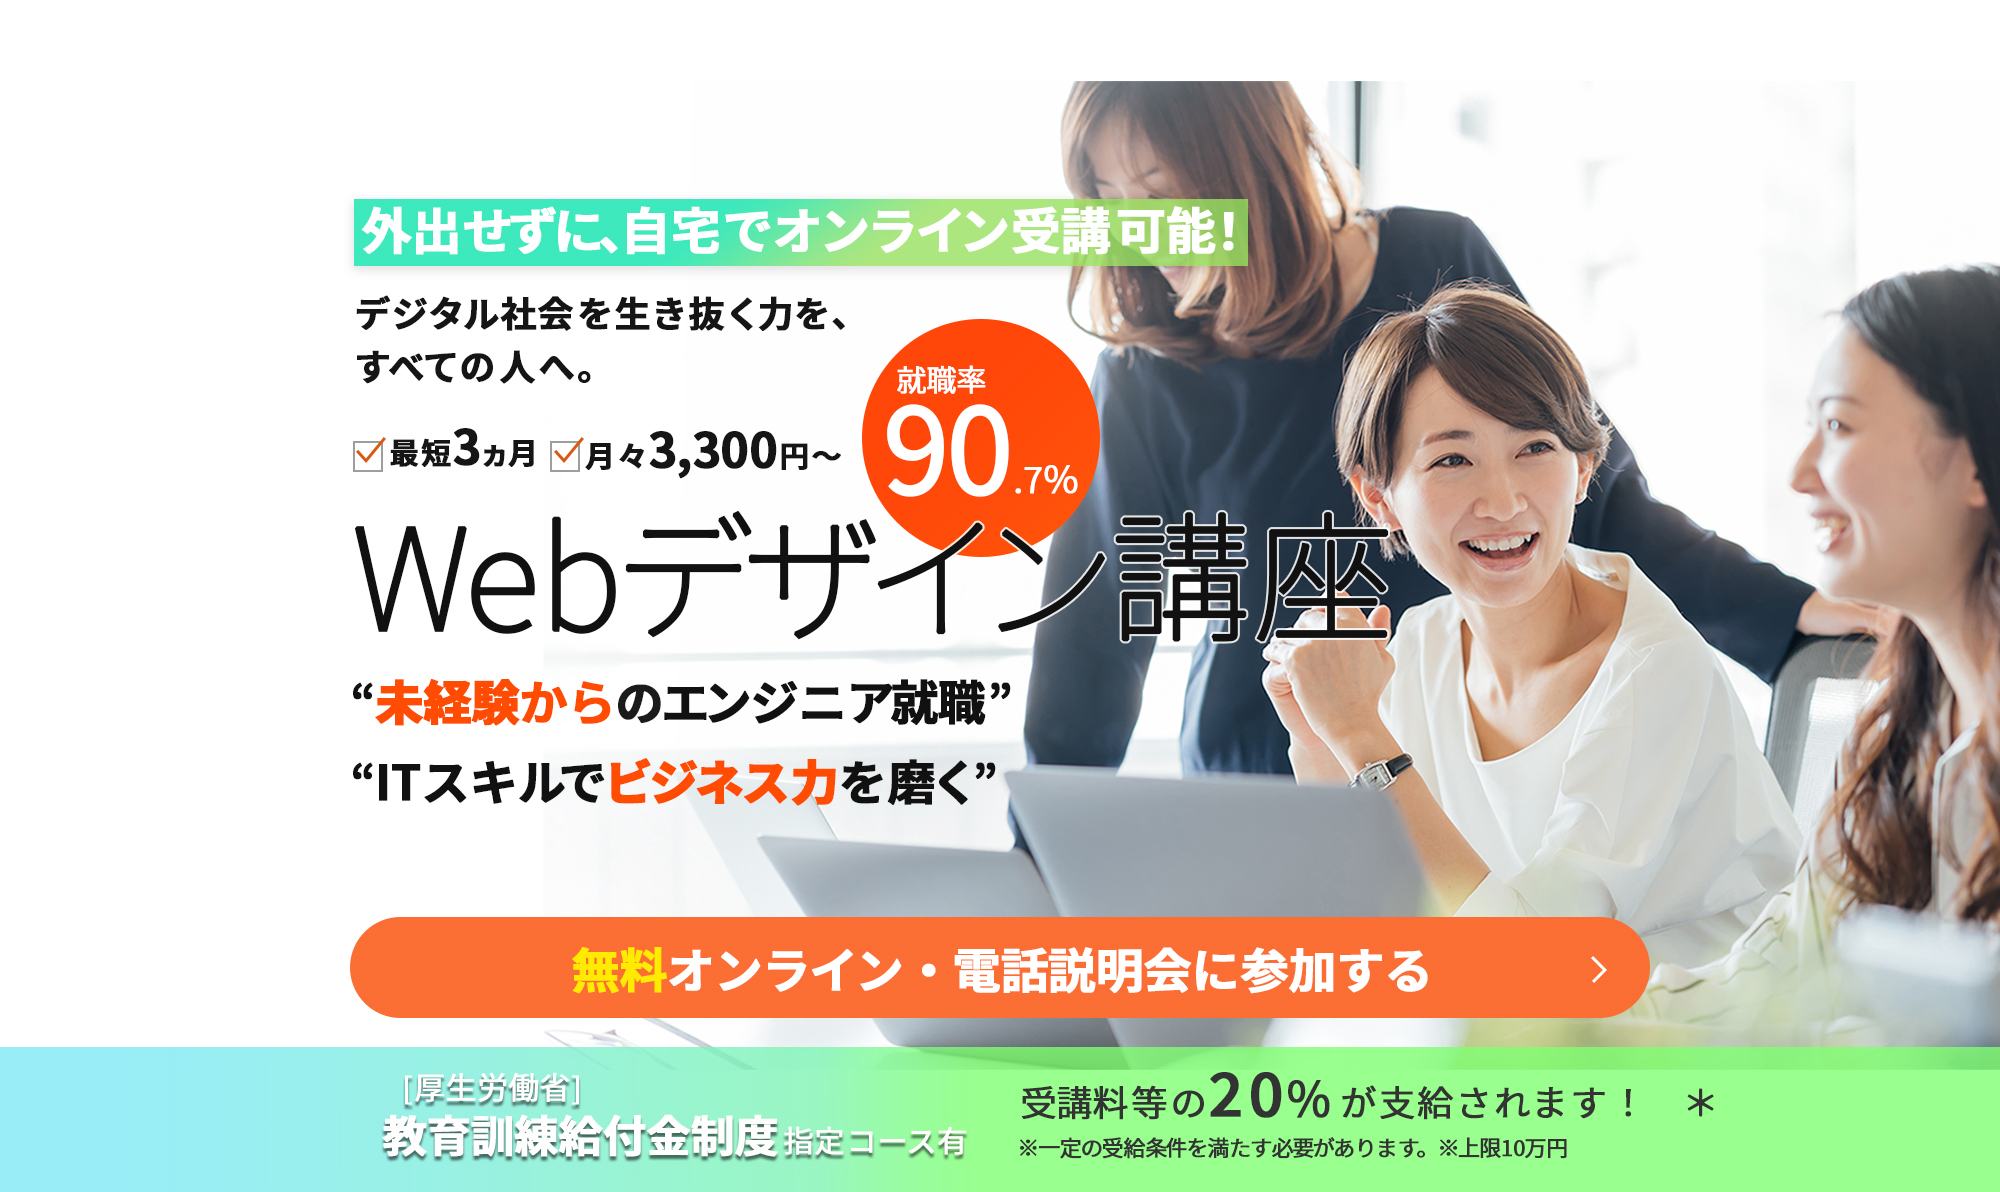 外出せずに、自宅でオンライン受講可能！
デジタル社会を生き抜く力を、
すべての人へ。
最短3ヵ月 月々3,300円〜
就職率
90.7%
Webデザイン講座
“未経験からのエンジニア就職”
“ITスキルでビジネス力を磨く”
無料オンライン・電話説明会に参加する
[厚生労働省]
教育訓練給付金制度 指定コース有
受講料等の20%が支給されます！ ＊
※一定の受給条件を満たす必要があります。※上限10万円